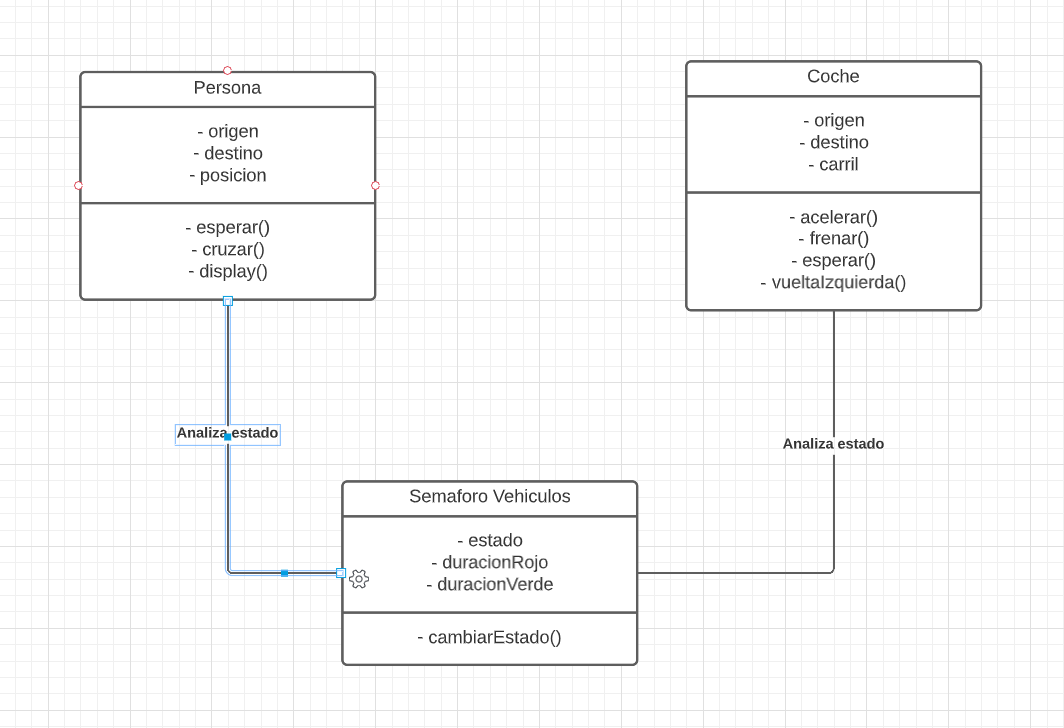 Persona
- origen
- destino
- posicion
- esperar()
- cruzar()
- display()
Coche
- origen
- destino
- carril
- acelerar()
- frenar()
- esperar()
- vueltaIzquierda()
Analiza estado
Analiza estado
Semaforo Vehiculos
- estado
- duracionRojo
- duracionVerde
- cambiarEstado()